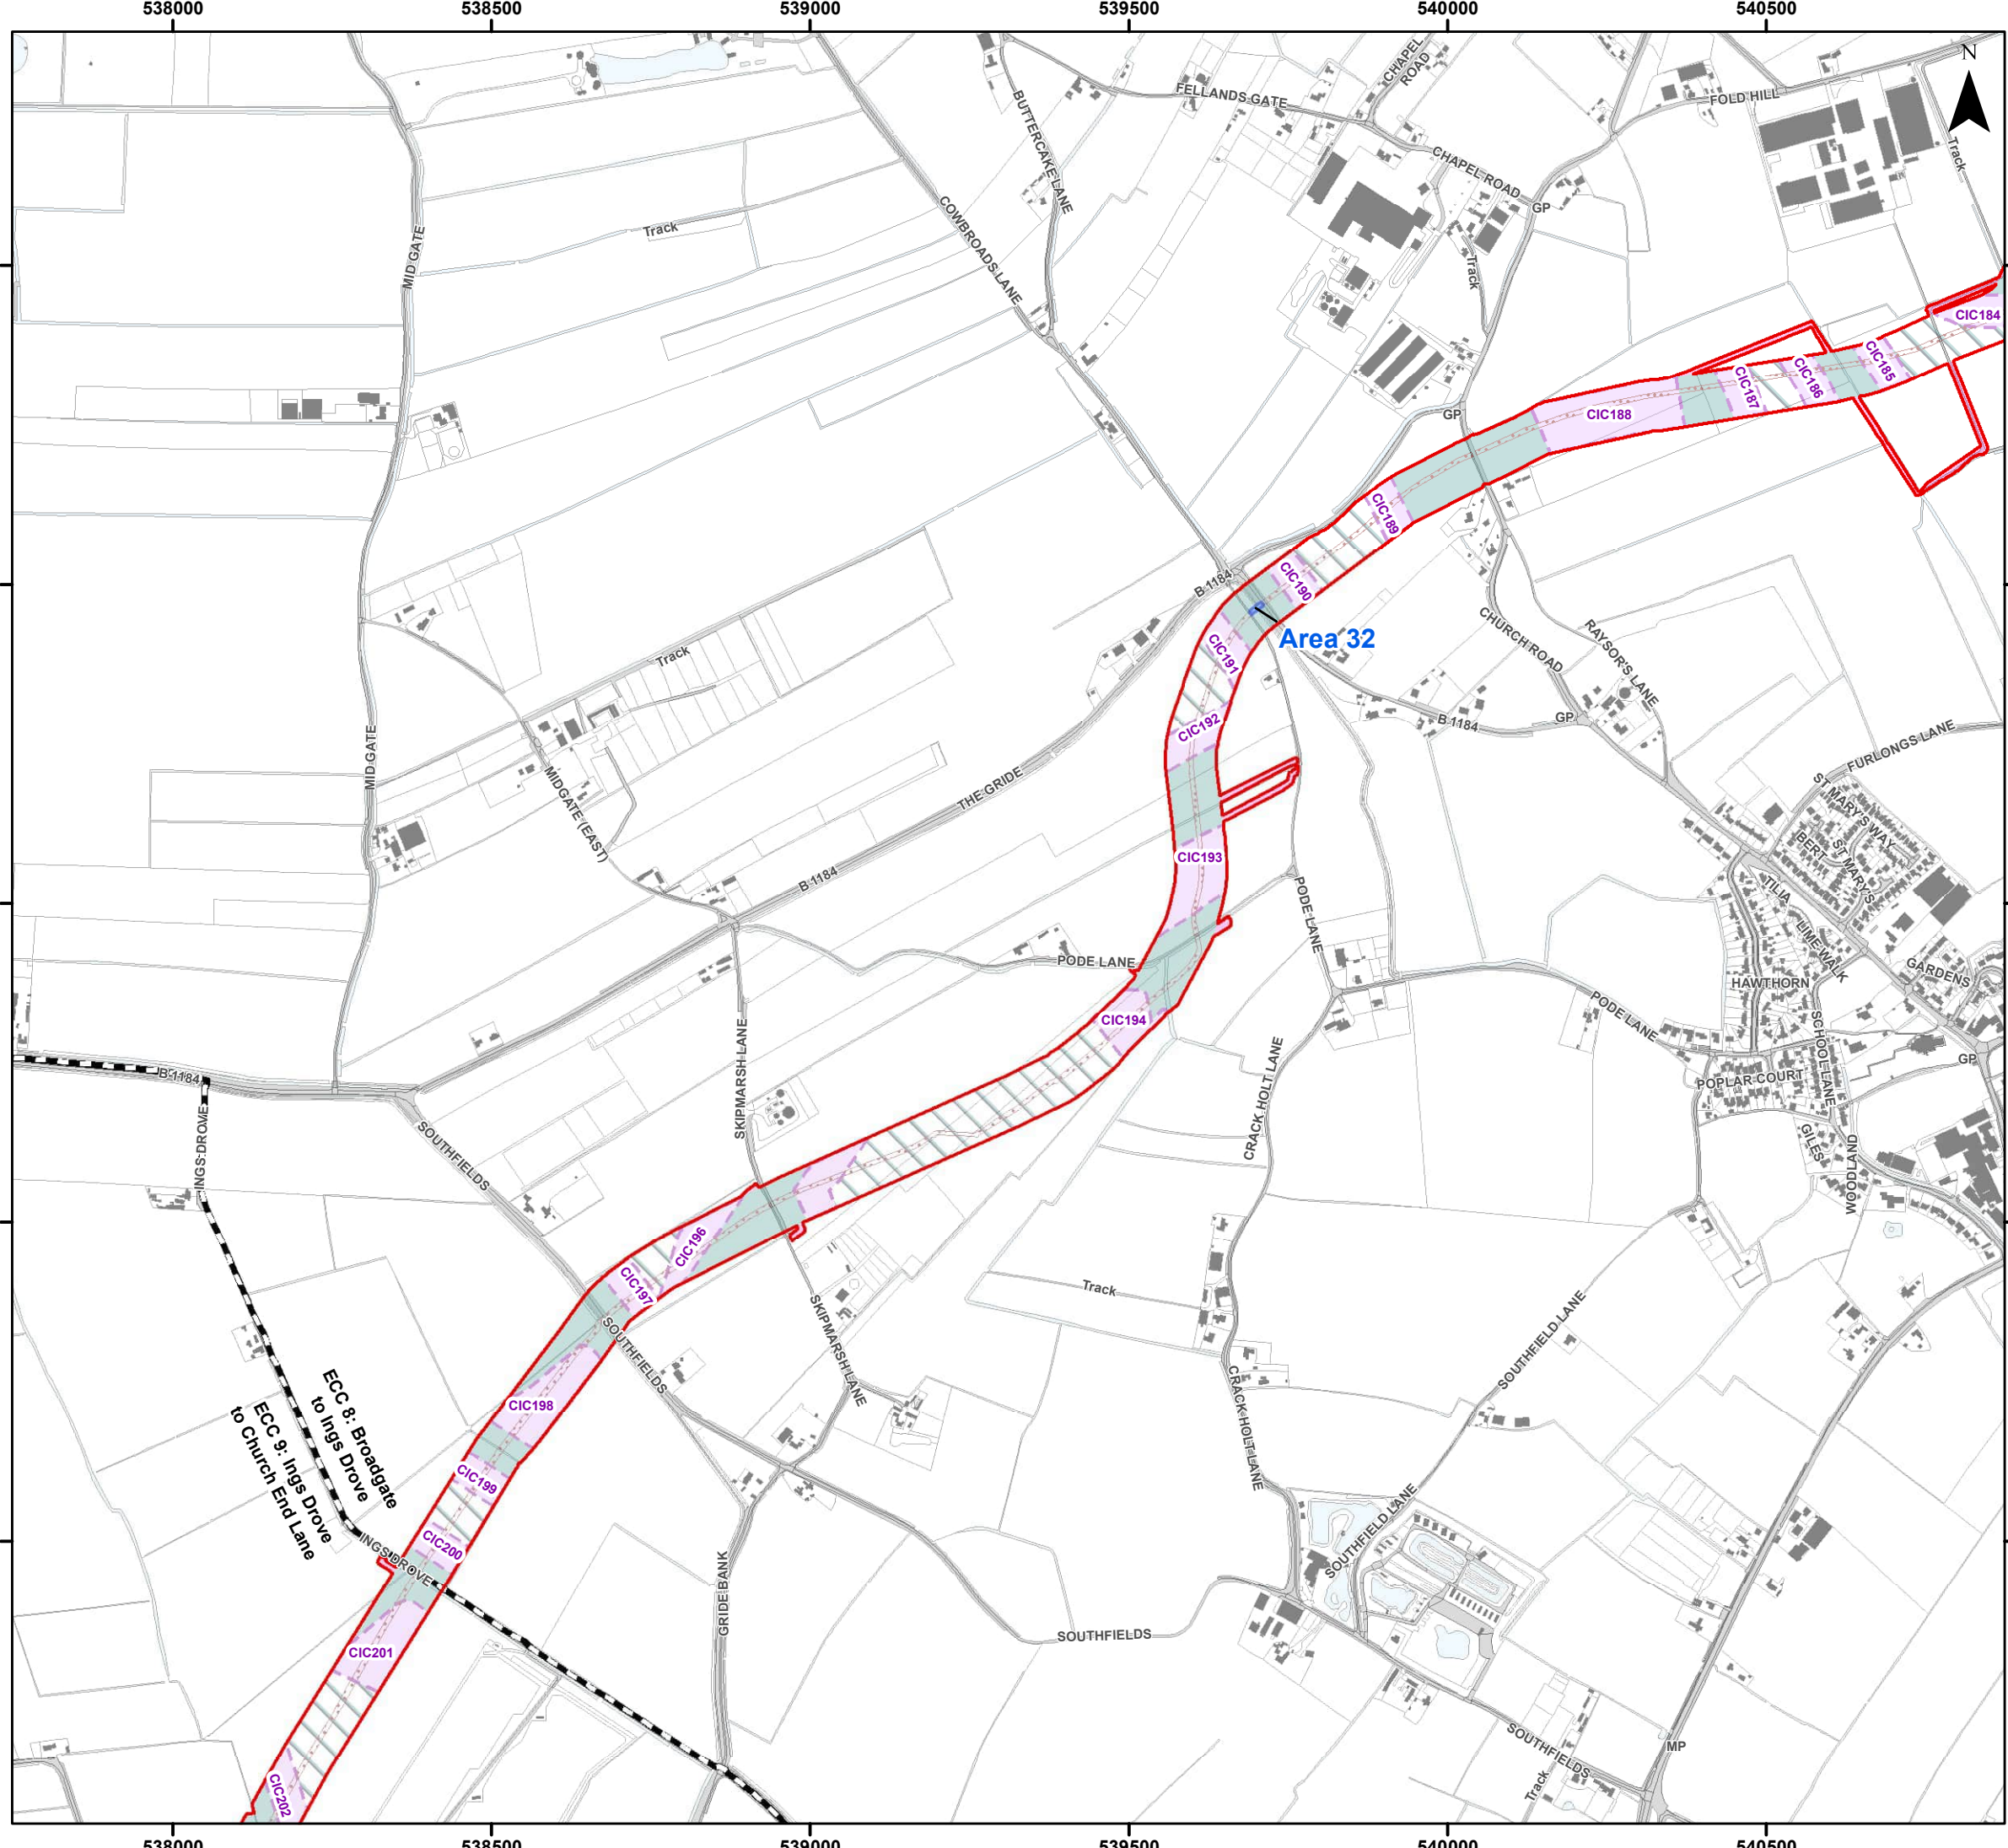 538000
538500
539000
539500
540000
540500
N
CHAPEL
ROAD
FELLANDS GATE
FOLD HILL
BUTTERCAKE LANE
Track
CHAPEL ROAD
COWBROADS LANE
GP
Track
MID GATE
Track
CIC184
CIC185
CIC186
CIC187
CIC188
GP
CIC189
B 1184
CIC190
Area 32
CIC191
CHURCH ROAD
RAYSOR'S LANE
Track
CIC192
B 1184
GP
FURLONGS LANE
MID GATE
MIDGATE (EAST)
THE GRIDE
ST MARY'S WAY
BERT
ST MARY'S
B 1184
CIC193
TILIA
PODE LANE
LIME WALK
PODE LANE
GARDENS
HAWTHORN
PODE LANE
CIC194
SCHOOL LANE
SKIPMARSH LANE
CRACK HOLT LANE
GP
B 1184
POPLAR COURT
INGS DROVE
SOUTHFIELDS
GILES
WOODLAND
CIC196
CIC197
Track
SKIPMARSH LANE
SOUTHFIELDS
SOUTHFIELD LANE
CIC198
CRACK HOLT LANE
ECC 8: Broadgate
to Ings Drove
ECC 9: Ings Drove
to Church End Lane
CIC199
SOUTHFIELD LANE
CIC200
INGS DROVE
GRIDE BANK
SOUTHFIELDS
CIC201
SOUTHFIELDS
MP
Track
CIC202
538000
538500
539000
539500
540000
540500